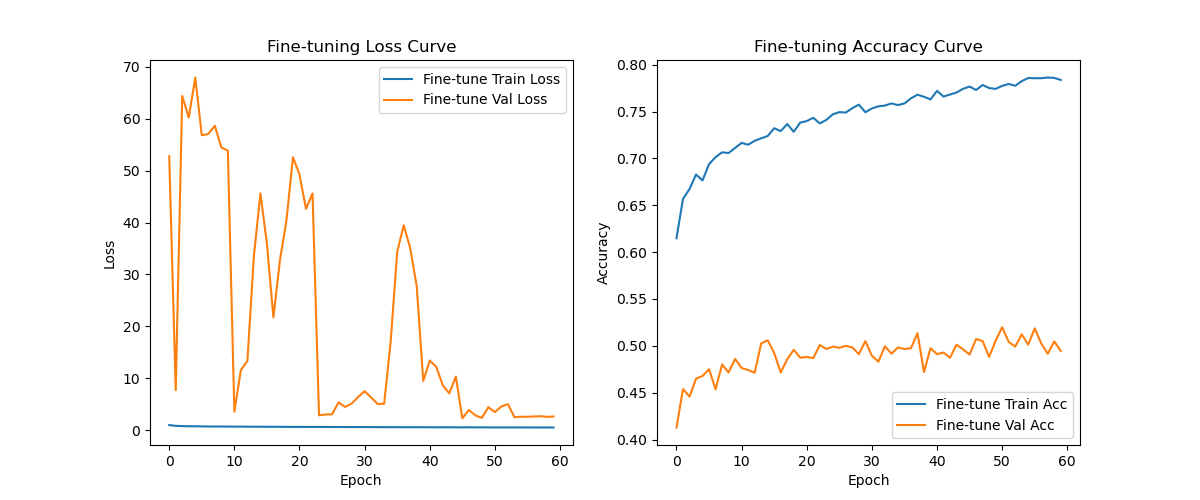 Fine-tuning Loss Curve
70
60
50
40
30
20
10
0
Loss
0 10 20 30 40 50 60
Epoch
Fine-tune Train Loss
Fine-tune Val Loss
Fine-tuning Accuracy Curve
0.80
0.75
0.70
0.65
0.60
0.55
0.50
0.45
0.40
Accuracy
0 10 20 30 40 50 60
Epoch
Fine-tune Train Acc
Fine-tune Val Acc